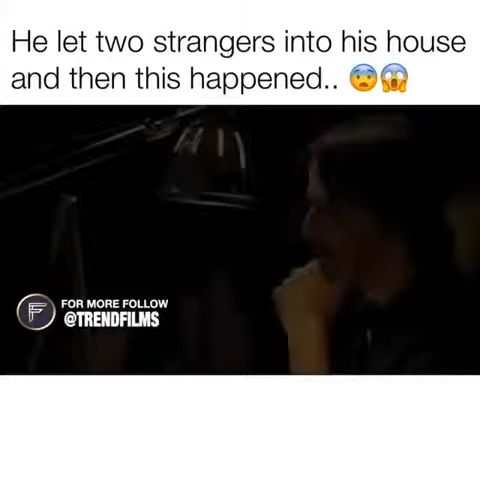 He let two strangers into his house
and then this happened.. 😨😱
FOR MORE FOLLOW
@TRENDFILMS